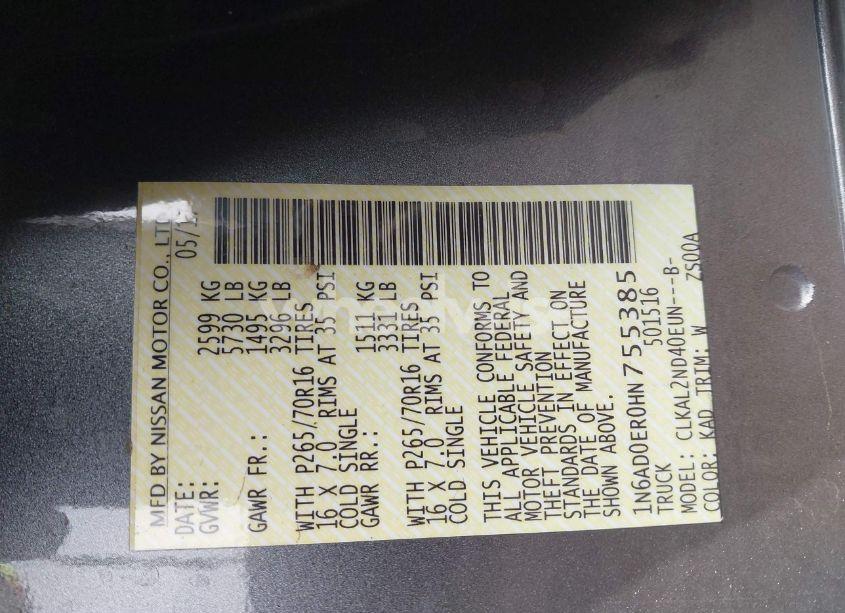 MFD BY NISSAN MOTOR CO., LTD
DATE: 05/
GVWR: 2599 KG
5730 LB
GAWR FR.: 1495 KG
3296 LB
WITH P265/70R16 TIRES
16 X 7.0 RIMS AT 35 PSI
COLD SINGLE
GAWR RR.: 1511 KG
3331 LB
WITH P265/70R16 TIRES
16 X 7.0 RIMS AT 35 PSI
COLD SINGLE
THIS VEHICLE CONFORMS TO
ALL APPLICABLE FEDERAL
MOTOR VEHICLE SAFETY AND
THEFT PREVENTION
STANDARDS IN EFFECT ON
THE DATE OF MANUFACTURE
SHOWN ABOVE.
1N6AD0ER0HN755385
TRUCK 501516
MODEL: CLKAL2ND40EUN---B-
COLOR: KAD TRIM: W ZS00A